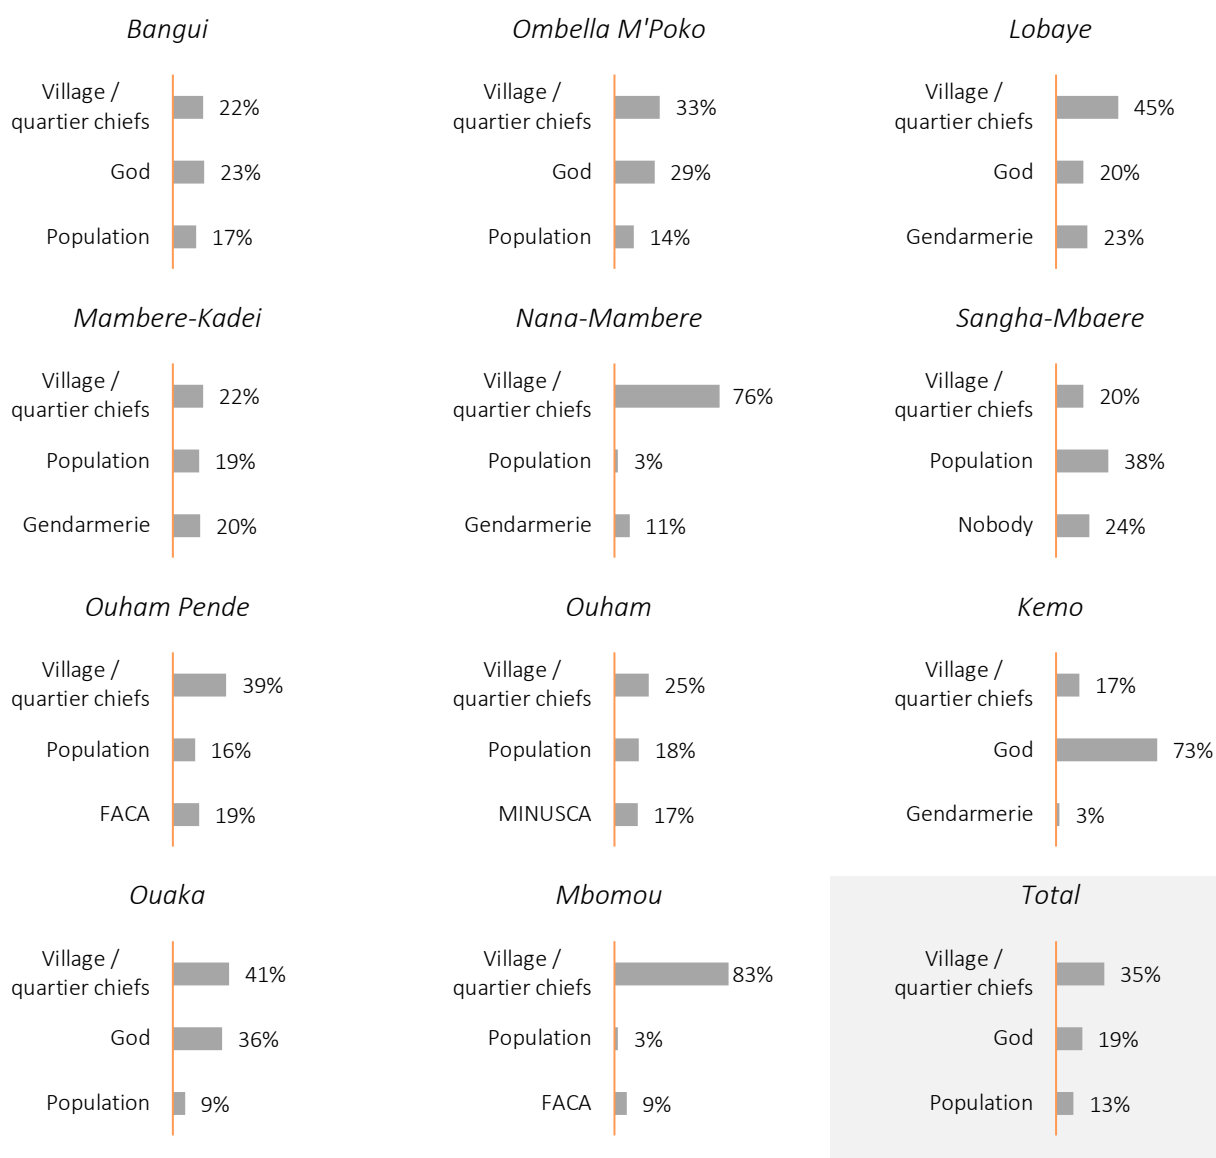 Bangui
Village /
quartier chiefs
22%
God
23%
Population
17%
Ombella M'Poko
Village /
quartier chiefs
33%
God
29%
Population
14%
Lobaye
Village /
quartier chiefs
45%
God
20%
Gendarmerie
23%
Mambere-Kadei
Village /
quartier chiefs
22%
Population
19%
Gendarmerie
20%
Nana-Mambere
Village /
quartier chiefs
76%
Population
3%
Gendarmerie
11%
Sangha-Mbaere
Village /
quartier chiefs
20%
Population
38%
Nobody
24%
Ouham Pende
Village /
quartier chiefs
39%
Population
16%
FACA
19%
Ouham
Village /
quartier chiefs
25%
Population
18%
MINUSCA
17%
Kemo
Village /
quartier chiefs
17%
God
73%
Gendarmerie
3%
Ouaka
Village /
quartier chiefs
41%
God
36%
Population
9%
Mbomou
Village /
quartier chiefs
83%
Population
3%
FACA
9%
Total
Village /
quartier chiefs
35%
God
19%
Population
13%